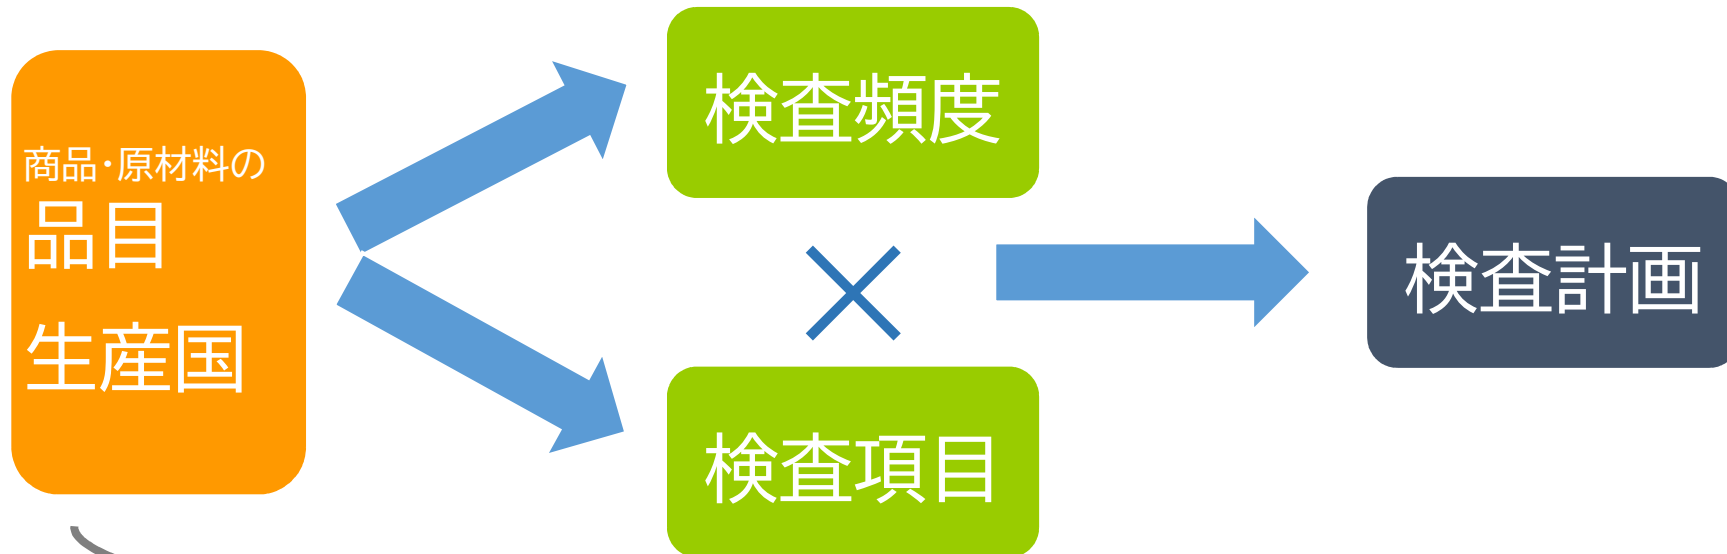 商品・原材料の
品目
生産国
検査頻度
×
検査項目
検査計画